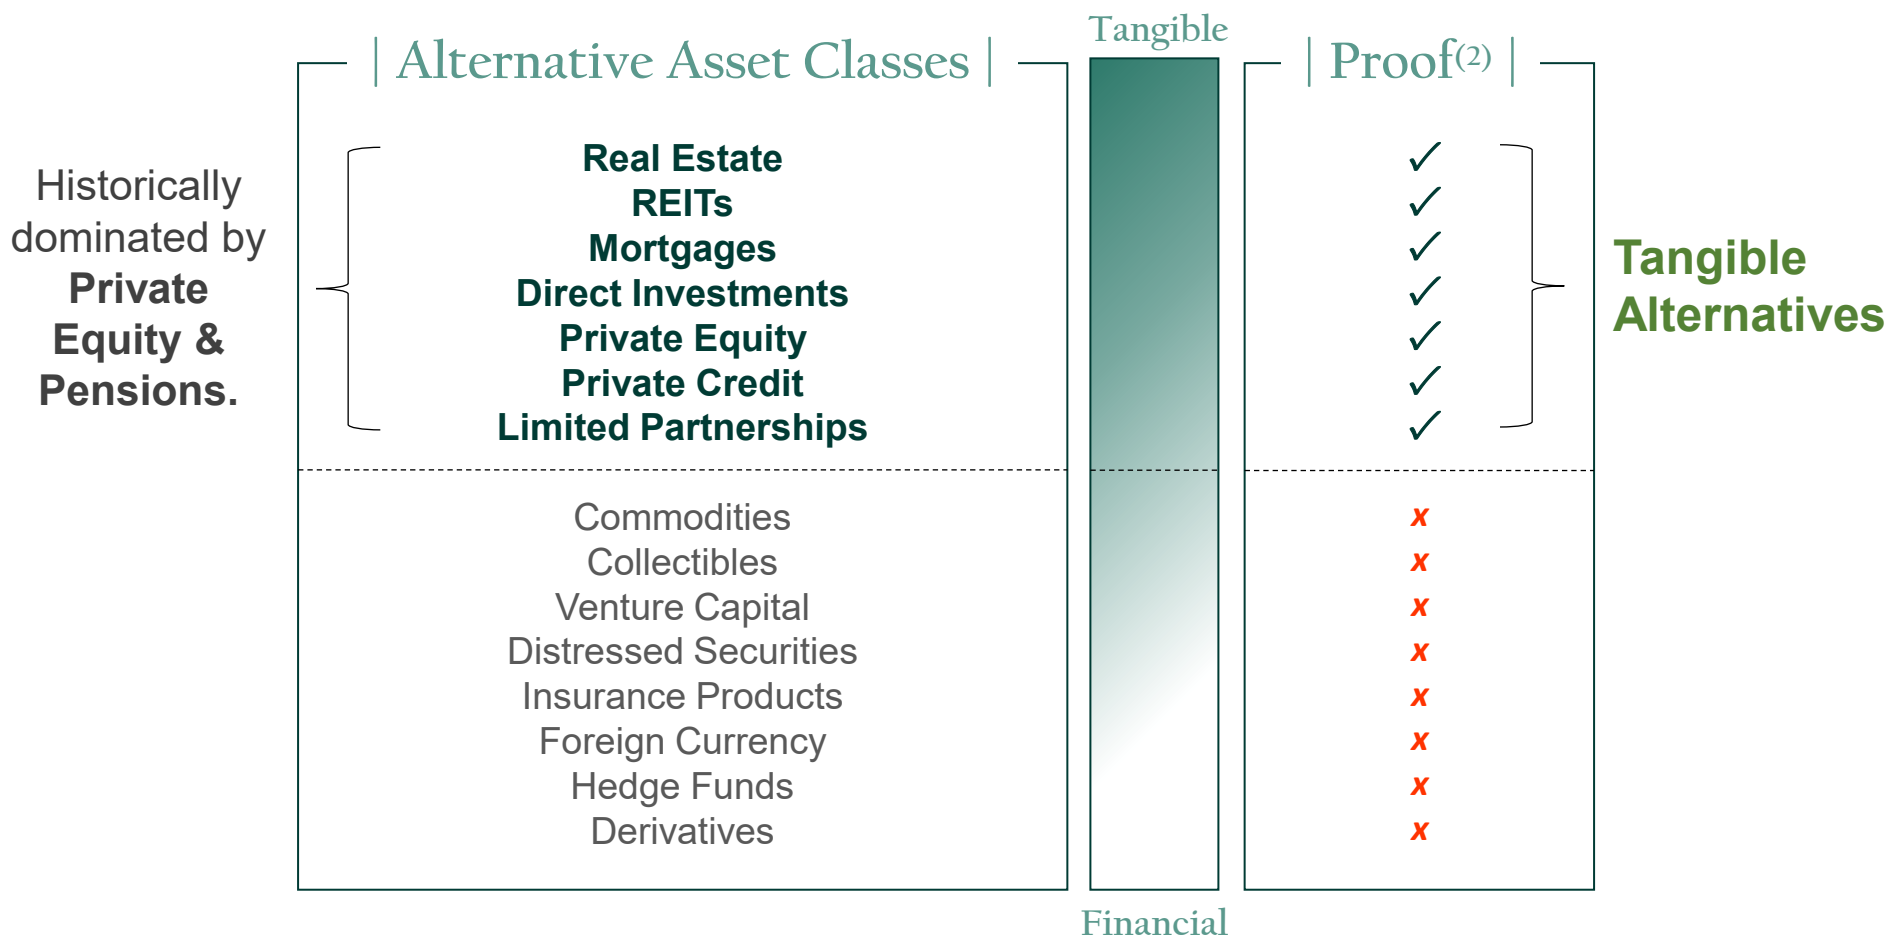 Tangible
| Alternative Asset Classes |
| Proof(2) |
Historically
dominated by
Private
Equity &
Pensions.
Real Estate ✓
REITs ✓
Mortgages ✓
Direct Investments ✓
Private Equity ✓
Private Credit ✓
Limited Partnerships ✓
Tangible
Alternatives
Commodities x
Collectibles x
Venture Capital x
Distressed Securities x
Insurance Products x
Foreign Currency x
Hedge Funds x
Derivatives x
Financial